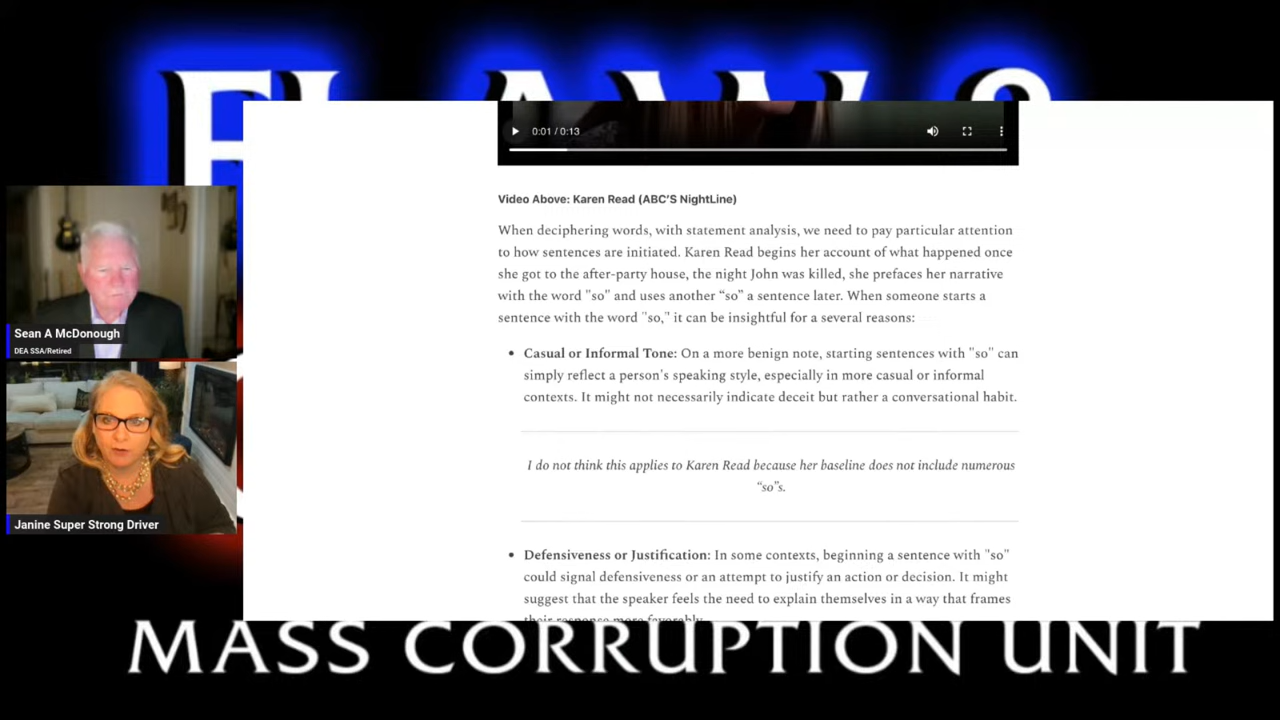 0:01 / 0:13
Video Above: Karen Read (ABC'S NightLine)
When deciphering words, with statement analysis, we need to pay particular attention
to how sentences are initiated. Karen Read begins her account of what happened once
she got to the after-party house, the night John was killed, she prefaces her narrative
with the word "so" and uses another “so” a sentence later. When someone starts a
sentence with the word "so," it can be insightful for a several reasons:
• Casual or Informal Tone: On a more benign note, starting sentences with "so" can
simply reflect a person's speaking style, especially in more casual or informal
contexts. It might not necessarily indicate deceit but rather a conversational habit.
I do not think this applies to Karen Read because her baseline does not include numerous
“so”s.
• Defensiveness or Justification: In some contexts, beginning a sentence with "so"
could signal defensiveness or an attempt to justify an action or decision. It might
suggest that the speaker feels the need to explain themselves in a way that frames
their response more favorably
Sean A McDonough
DEA SSA/Retired
Janine Super Strong Driver
MASS CORRUPTION UNIT